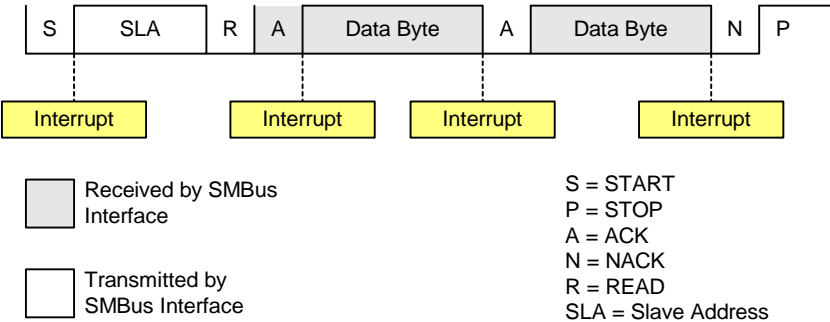 S SLA R A Data Byte A Data Byte N P
Interrupt Interrupt Interrupt Interrupt
Received by SMBus
Interface
Transmitted by
SMBus Interface
S = START
P = STOP
A = ACK
N = NACK
R = READ
SLA = Slave Address